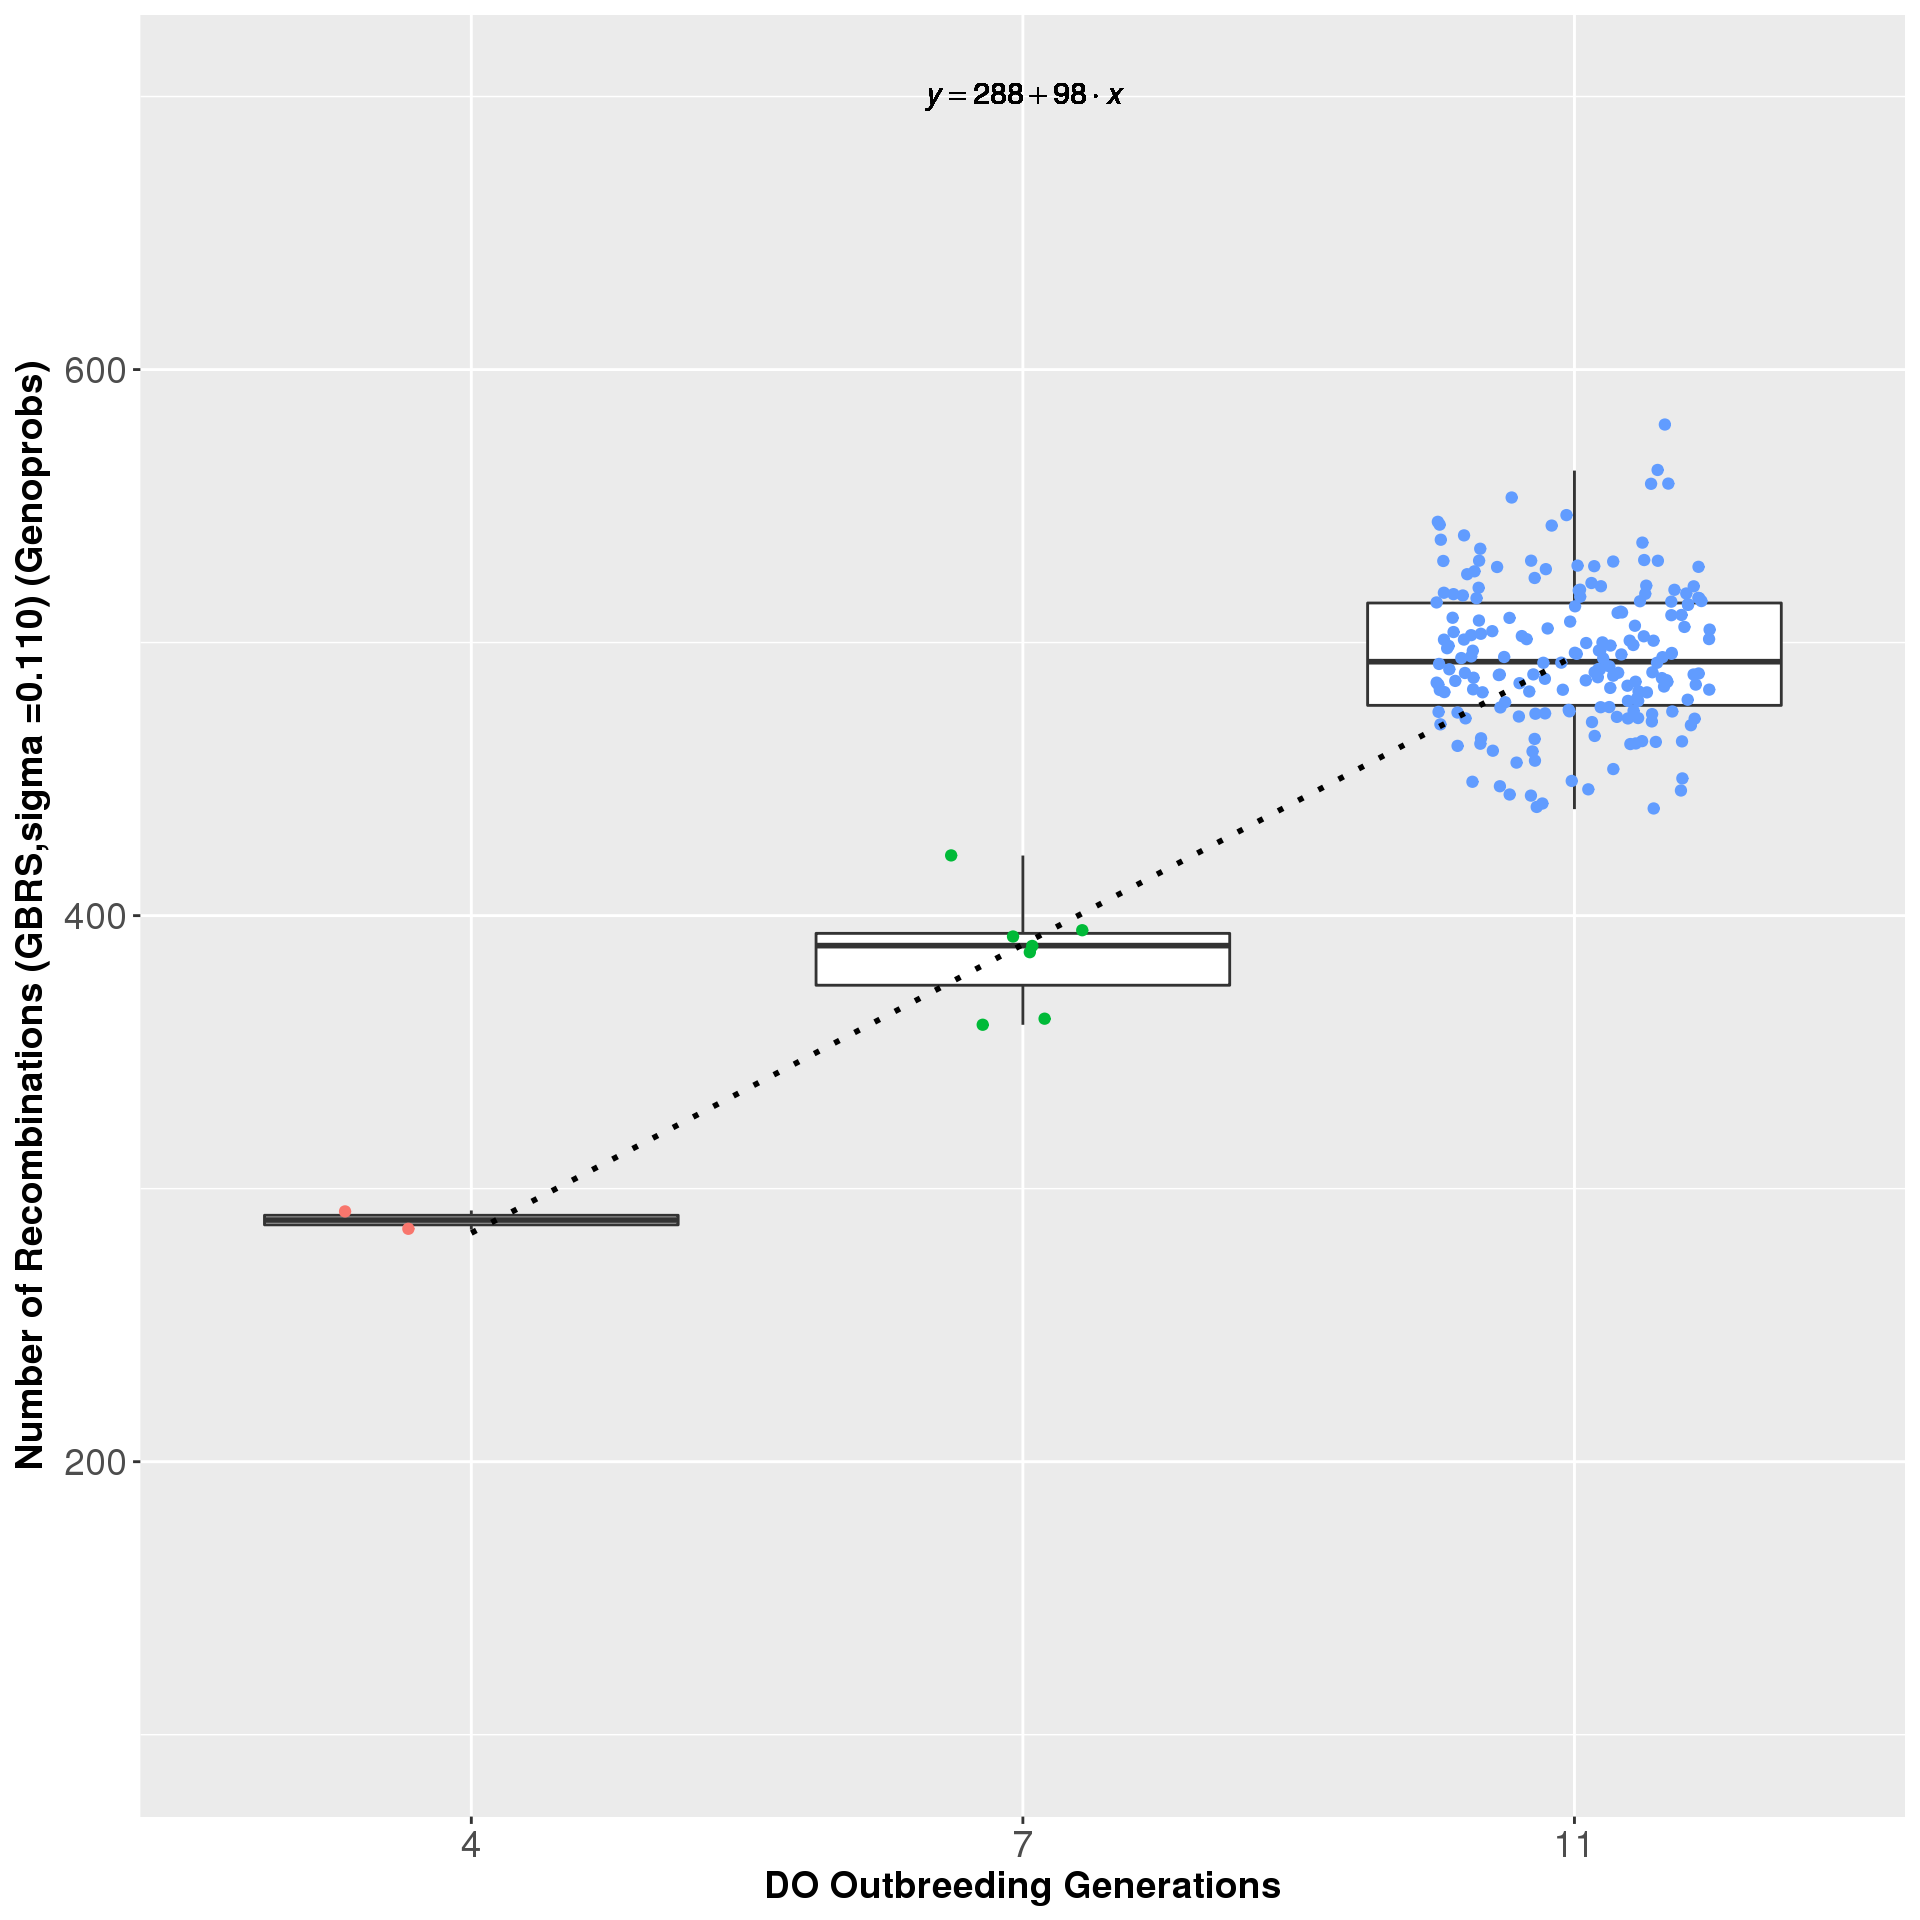 y = 288 + 98 · x
Number of Recombinations (GBRS,sigma =0.110) (Genoprobs)
600
400
200
4 7 11
DO Outbreeding Generations